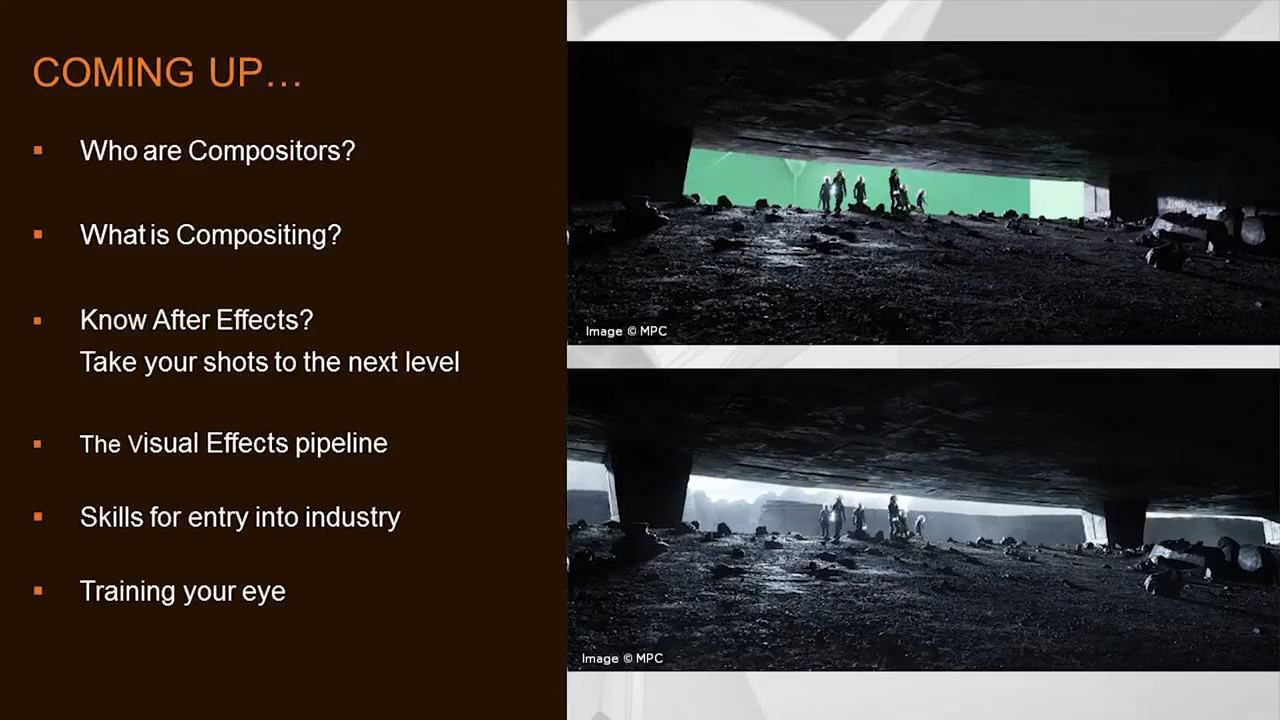 COMING UP…
▪ Who are Compositors?
▪ What is Compositing?
▪ Know After Effects?
Take your shots to the next level
▪ The Visual Effects pipeline
▪ Skills for entry into industry
▪ Training your eye
Image © MPC
Image © MPC